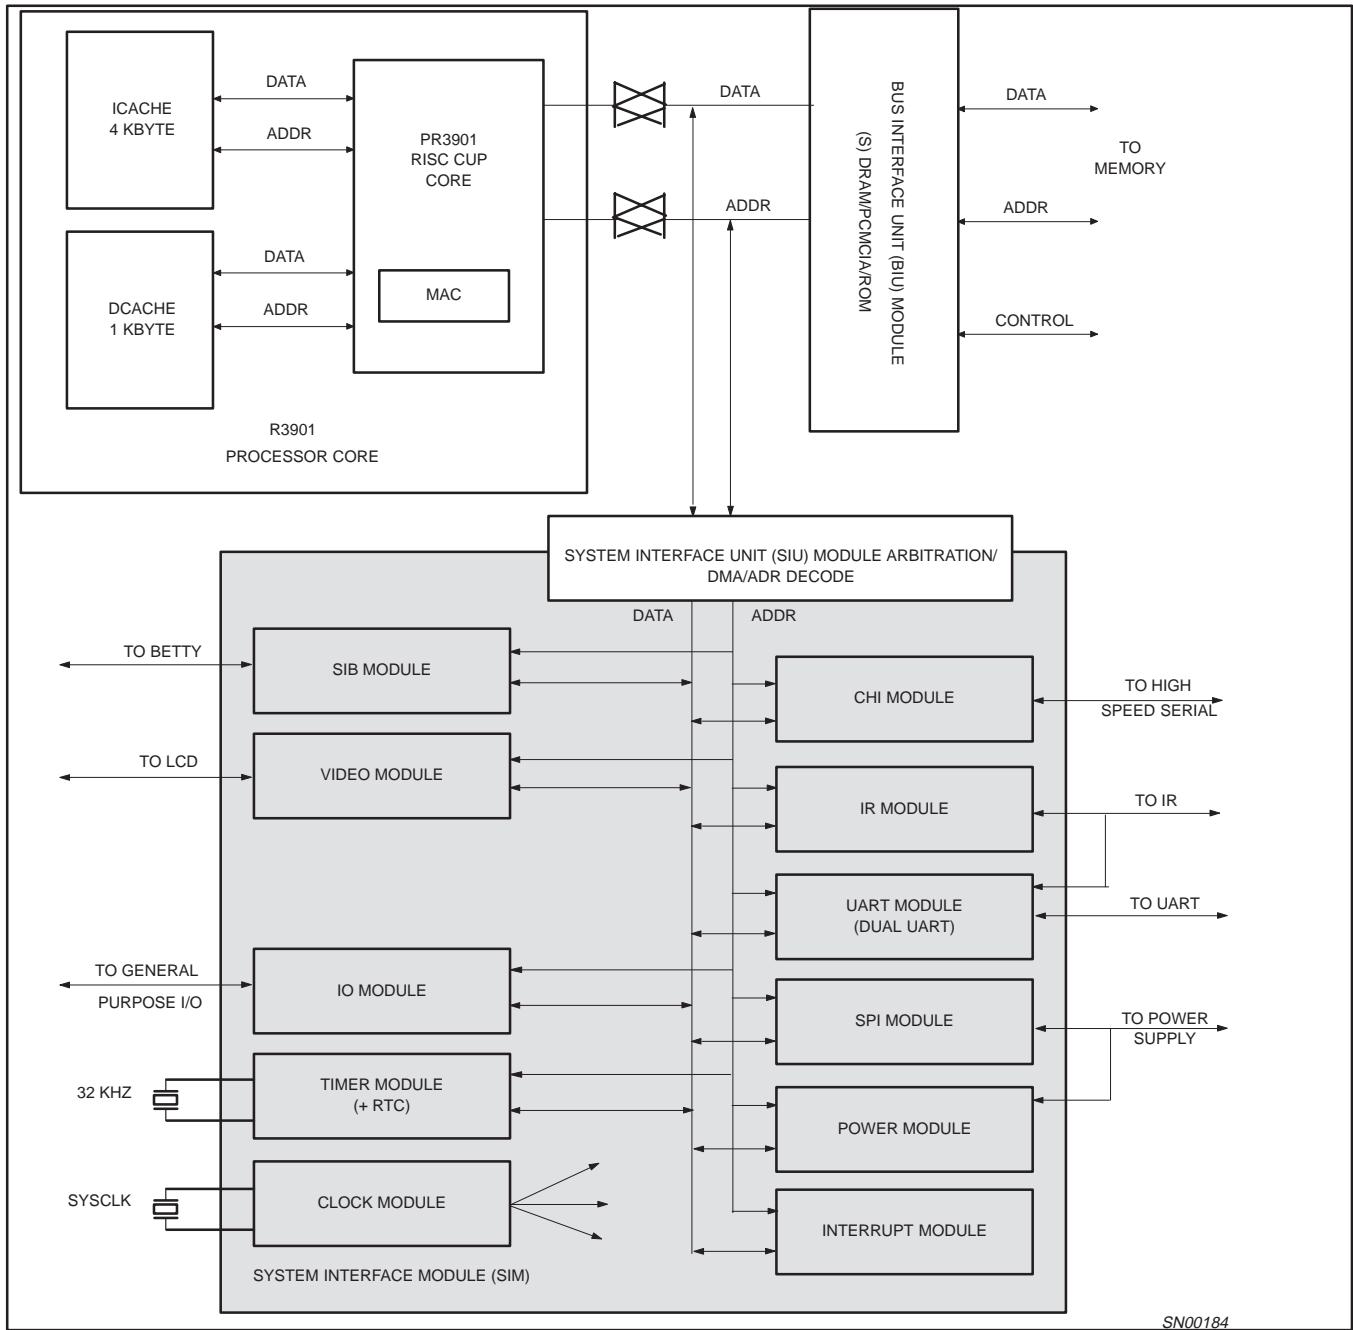 ICACHE
4 KBYTE
DATA
ADDR
PR3901
RISC CUP
CORE
MAC
DCACHE
1 KBYTE
DATA
ADDR
R3901
PROCESSOR CORE
DATA
ADDR
BUS INTERFACE UNIT (BIU) MODULE
(S) DRAM/PCMCIA/ROM
DATA
TO
MEMORY
ADDR
CONTROL
SYSTEM INTERFACE UNIT (SIU) MODULE ARBITRATION/
DMA/ADR DECODE
DATA
ADDR
TO BETTY
SIB MODULE
TO LCD
VIDEO MODULE
TO GENERAL
PURPOSE I/O
IO MODULE
32 KHZ
TIMER MODULE
(+ RTC)
SYSCLK
CLOCK MODULE
CHI MODULE
TO HIGH
SPEED SERIAL
IR MODULE
TO IR
UART MODULE
(DUAL UART)
TO UART
SPI MODULE
TO POWER
SUPPLY
POWER MODULE
INTERRUPT MODULE
SYSTEM INTERFACE MODULE (SIM)
SN00184